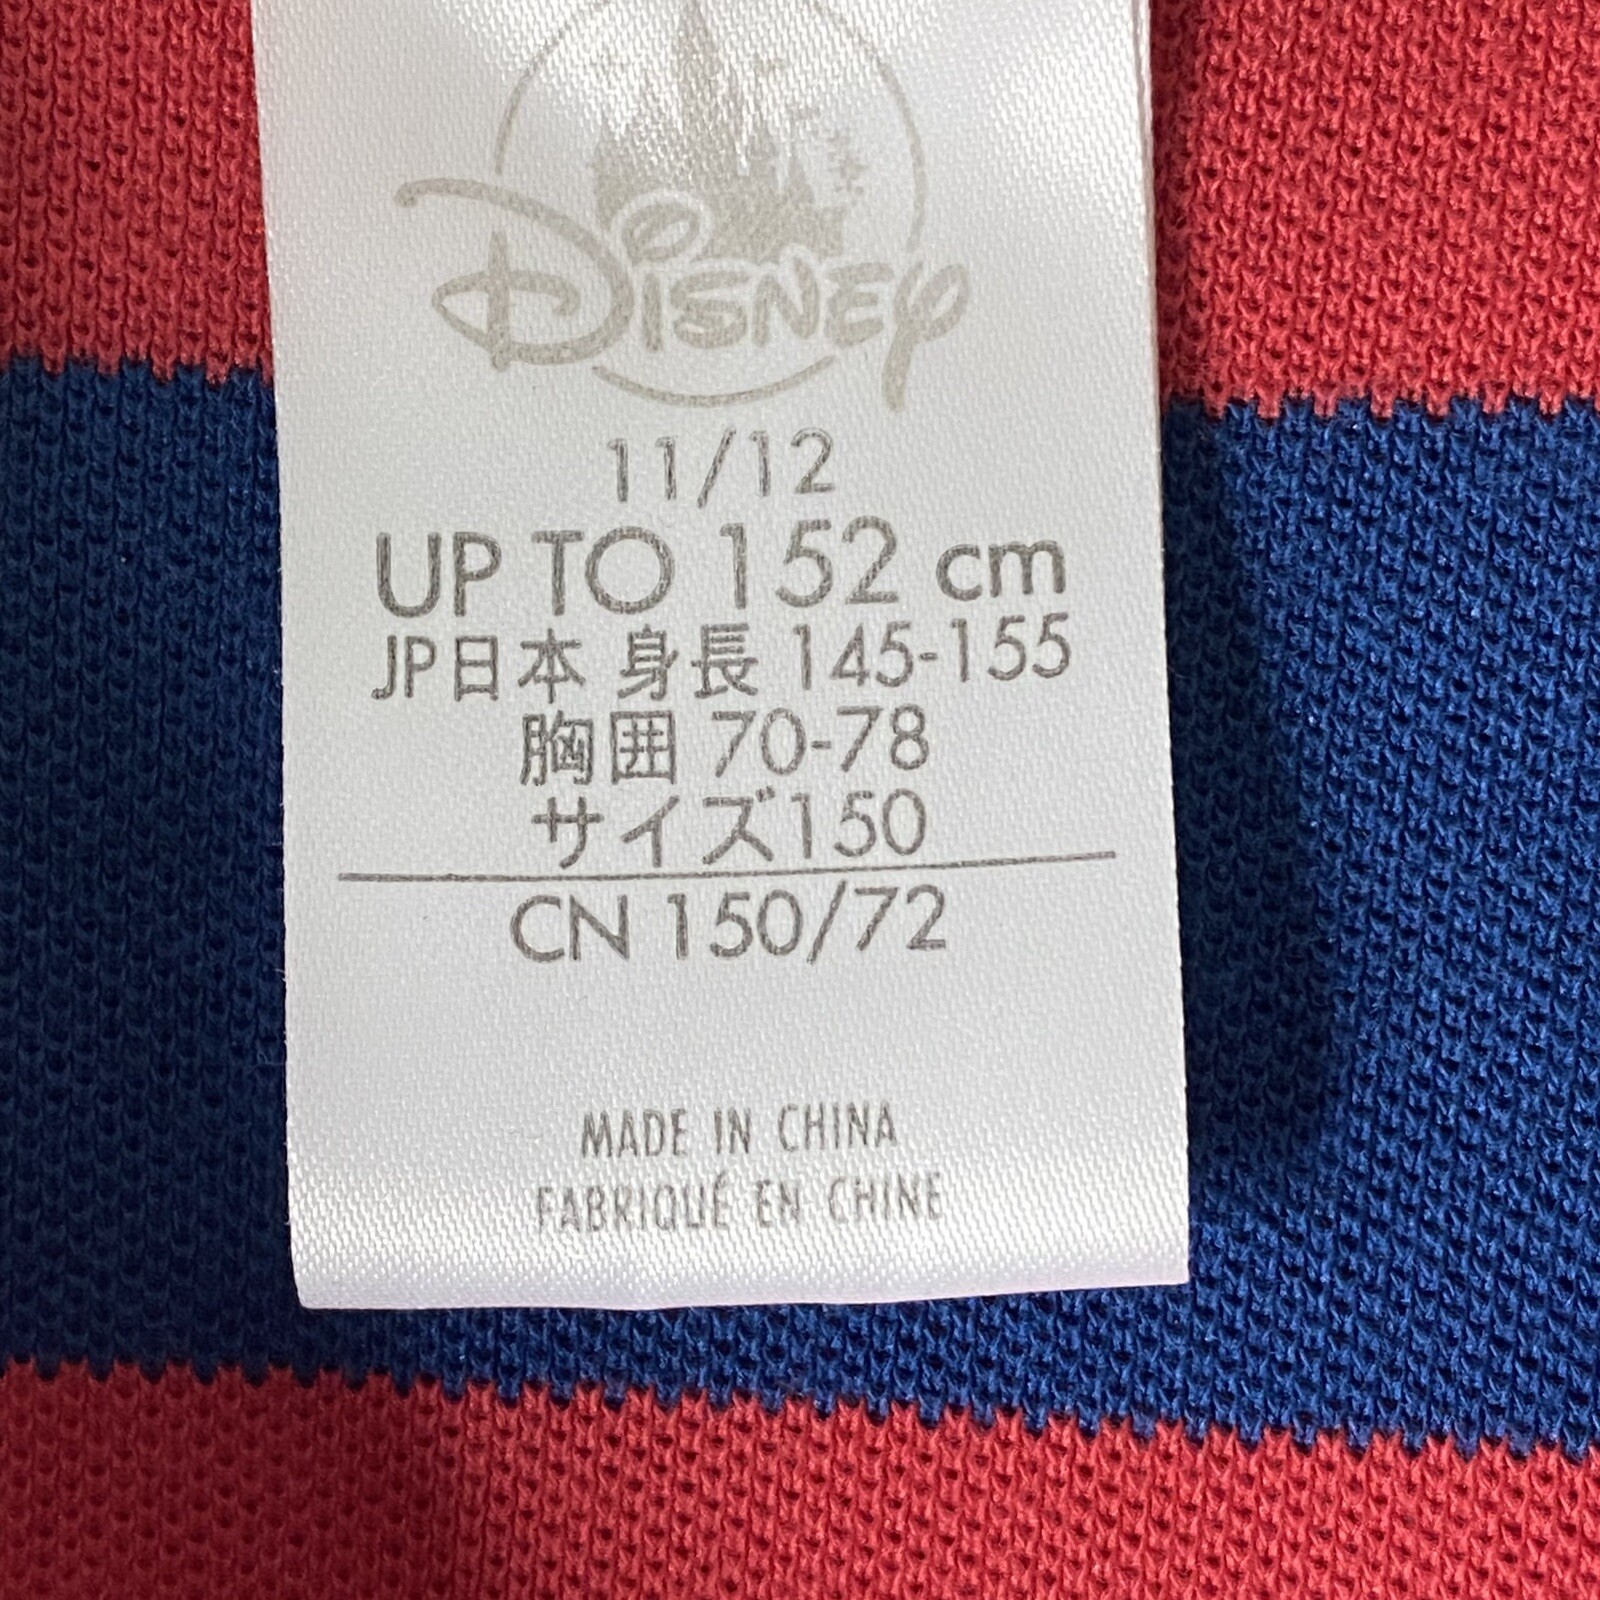 Disney
11/12
UP TO 152 cm
JP日本 身長 145-155
胸囲 70-78
サイズ150
CN 150/72
MADE IN CHINA
FABRIQUÉ EN CHINE